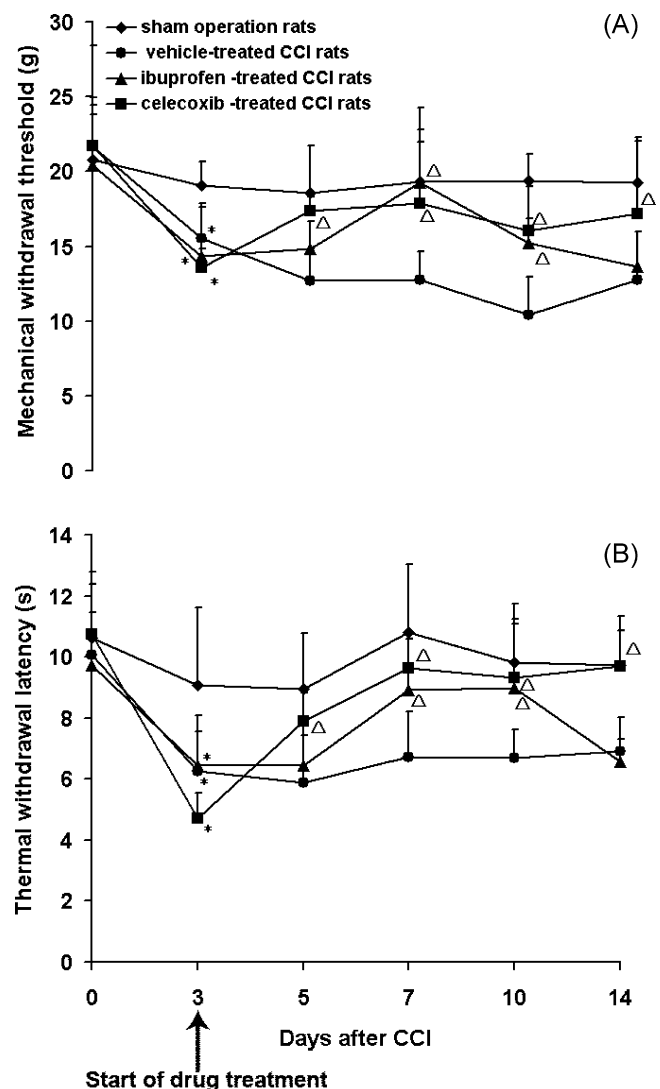 (A)
sham operation rats
vehicle-treated CCI rats
ibuprofen -treated CCI rats
celecoxib -treated CCI rats
Mechanical withdrawal threshold (g)
30
25
20
15
10
5
0
* * *
△ △ △ △ △ △
(B)
Thermal withdrawal latency (s)
14
12
10
8
6
4
2
0
* * *
△ △ △ △ △ △
0 3 5 7 10 14
Days after CCI
Start of drug treatment